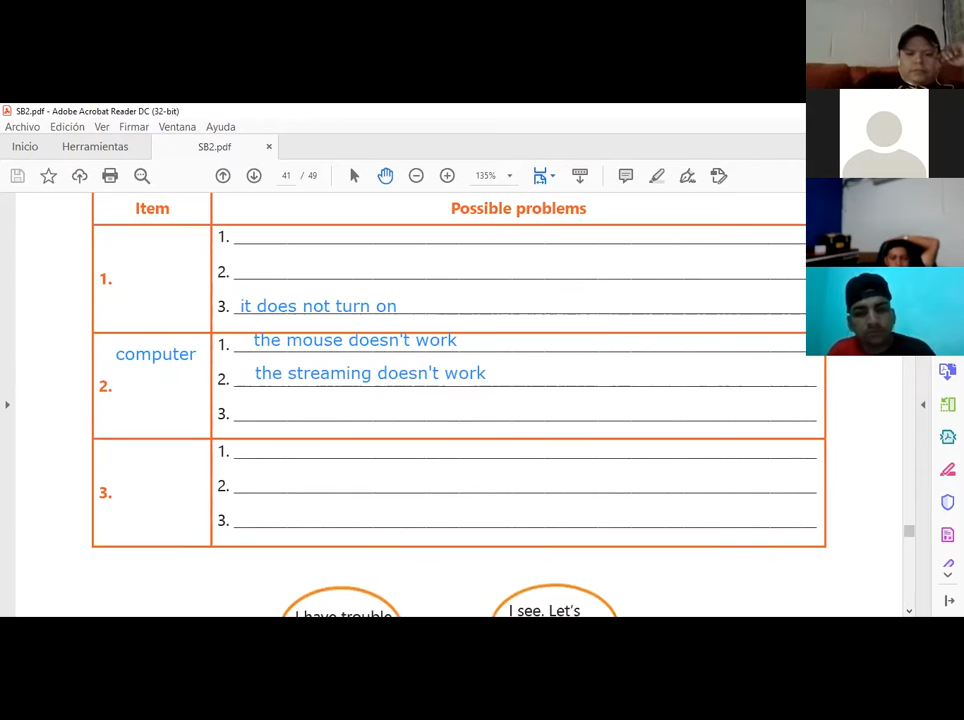 SB2.pdf - Adobe Acrobat Reader DC (32-bit)
Archivo Edición Ver Firmar Ventana Ayuda
Inicio Herramientas SB2.pdf
41 / 49 135%
Item Possible problems
1.
1.
2.
3. it does not turn on
computer
2.
1. the mouse doesn't work
2. the streaming doesn't work
3.
3.
1.
2.
3.
I have trouble
I see. Let's